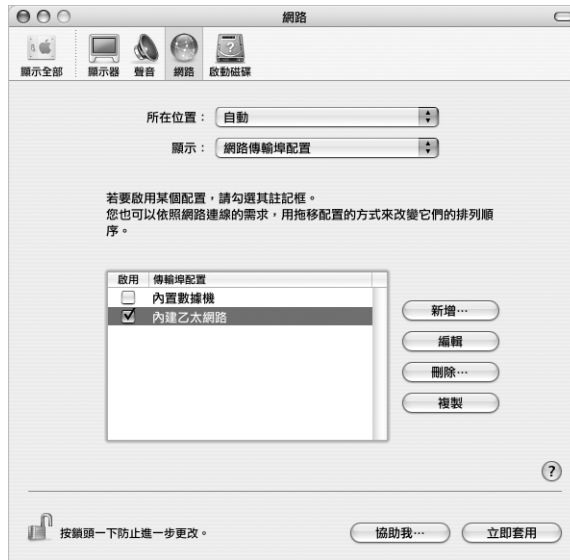 網路
顯示全部 顯示器 聲音 網路 啟動磁碟
所在位置： 自動
顯示： 網路傳輸埠配置
若要啟用某個配置，請勾選其註記框。
您也可以依照網路連線的需求，用拖移配置的方式來改變它們的排列順
序。
啟用 傳輸埠配置
內置數據機
內建乙太網路
新增…
編輯
刪除…
複製
?
按鎖頭一下防止進一步更改。
協助我… 立即套用